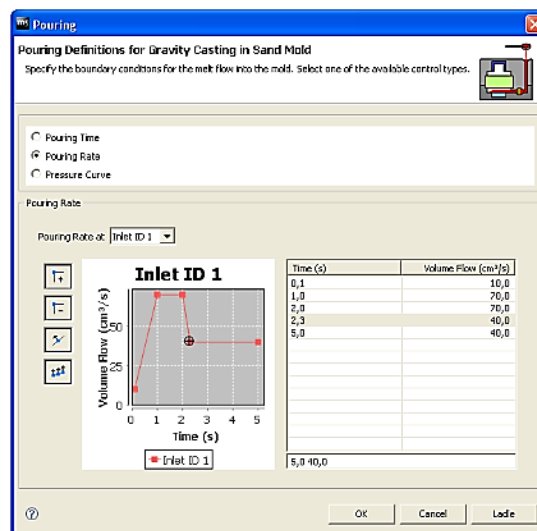 Pouring
Pouring Definitions for Gravity Casting in Sand Mold
Specify the boundary conditions for the melt flow into the mold. Select one of the available control types.
Pouring Time
Pouring Rate
Pressure Curve
Pouring Rate
Pouring Rate at: Inlet ID 1
Inlet ID 1
Volume Flow (cm³/s)
50
25
0
0 1 2 3 4 5
Time (s)
Inlet ID 1
Time (s) Volume Flow (cm³/s)
0,1 10,0
1,0 70,0
2,0 70,0
2,3 40,0
5,0 40,0
5,0 40,0
OK Cancel Ladle